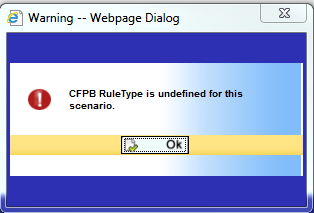 Warning -- Webpage Dialog
CFPB RuleType is undefined for this
scenario.
Ok